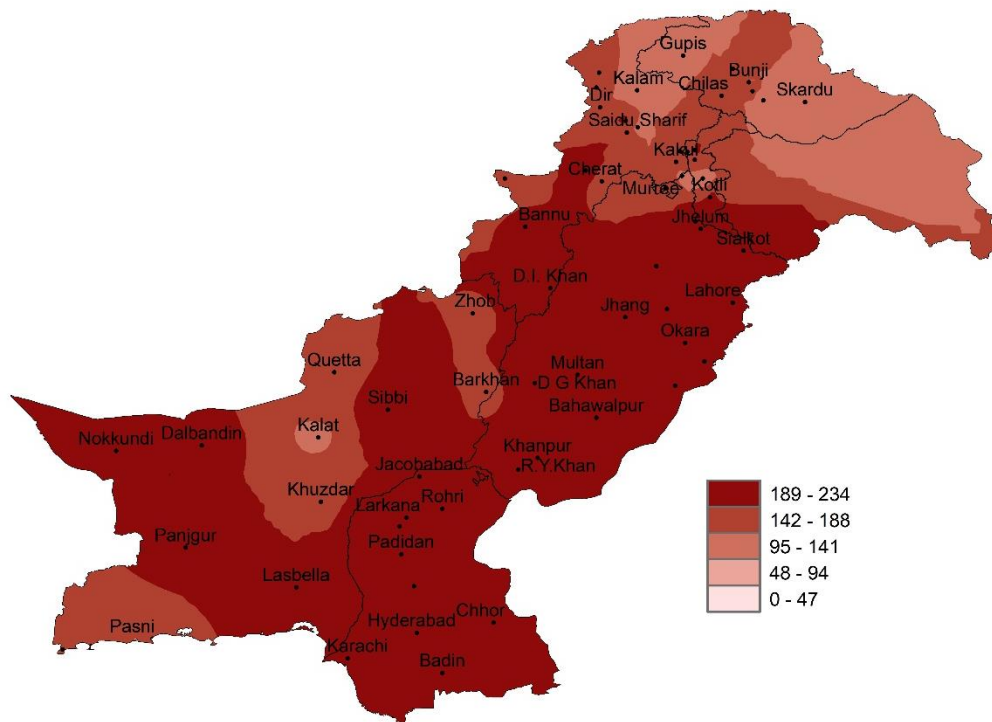 Gupis
Kalam
Bunji
Chilas
Skardu
Dir
Saidu Sharif
Cherat
Murree
Kotli
Bannu
Jhelum
Sialkot
D.I. Khan
Zhob
Lahore
Jhang
Okara
Quetta
Multan
D G Khan
Barkhan
Sibbi
Bahawalpur
Kalat
Dalbandin
Nokkundi
Khanpur
R.Y.Khan
Jacobabad
Khuzdar
Rohri
Larkana
Panjgur
Padidan
Lasbella
Chhor
Hyderabad
Pasni
Karachi
Badin
189 - 234
142 - 188
95 - 141
48 - 94
0 - 47